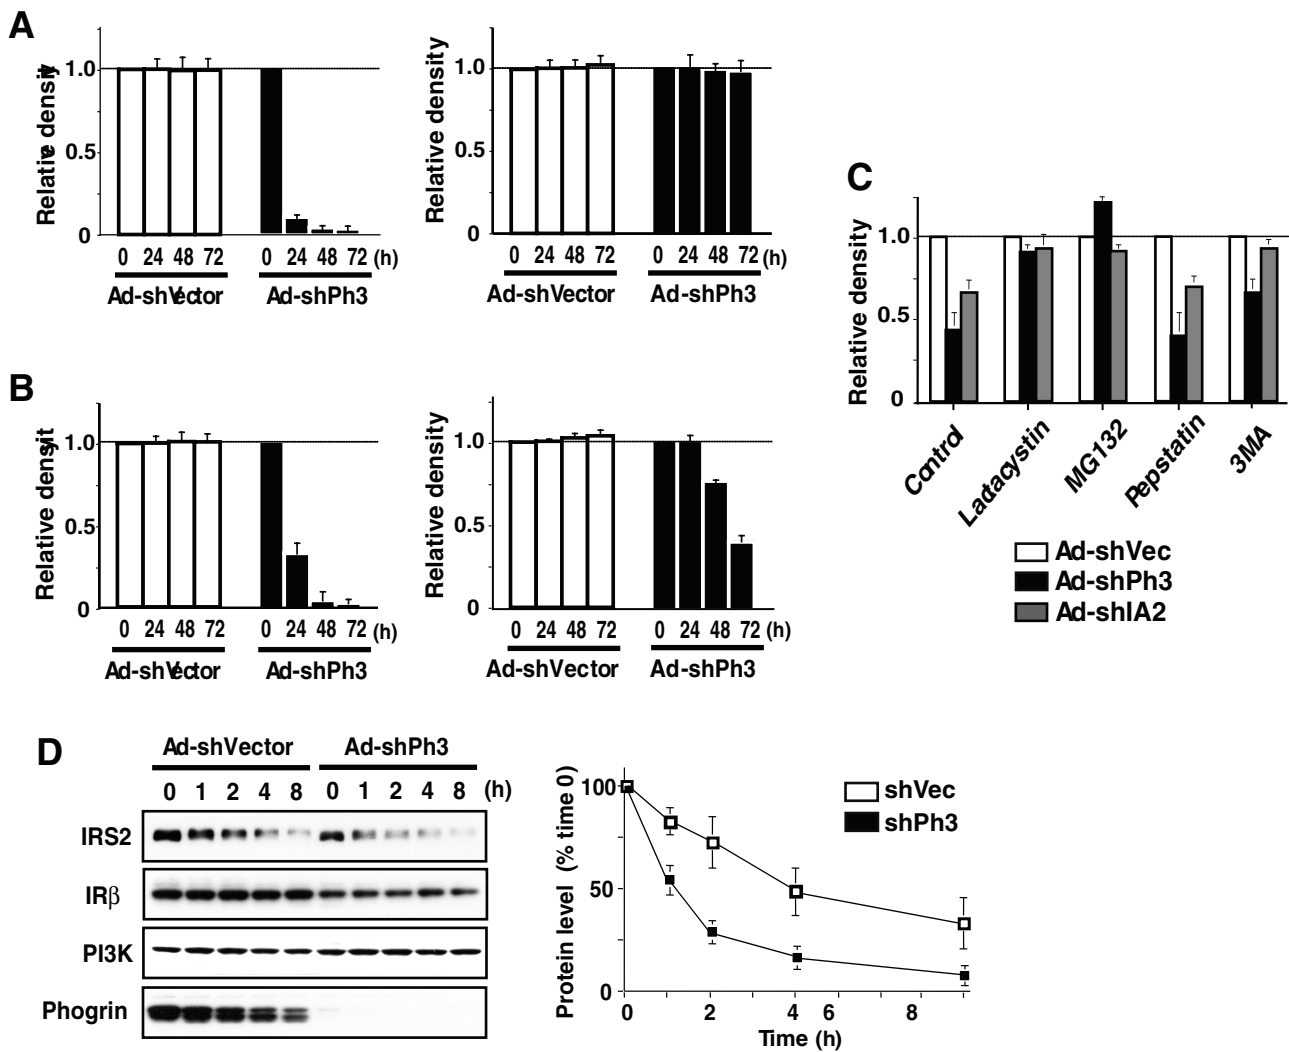 A
Relative density
1.0
0.5
0
0 24 48 72 0 24 48 72 (h)
Ad-shVector Ad-shPh3
Relative density
1.0
0.5
0
0 24 48 72 0 24 48 72 (h)
Ad-shVector Ad-shPh3
B
Relative densit
1.0
0.5
0
0 24 48 72 0 24 48 72 (h)
Ad-shVector Ad-shPh3
Relative density
1.0
0.5
0
0 24 48 72 0 24 48 72 (h)
Ad-shVector Ad-shPh3
C
Relative density
1.0
0.5
0
Control
Lactacystin
MG132
Pepstatin
3MA
Ad-shVec
Ad-shPh3
Ad-shIA2
D
Ad-shVector Ad-shPh3
0 1 2 4 8 0 1 2 4 8 (h)
IRS2
IRβ
PI3K
Phogrin
Protein level (% time 0)
100
50
0
0 2 4 6 8
Time (h)
shVec
shPh3